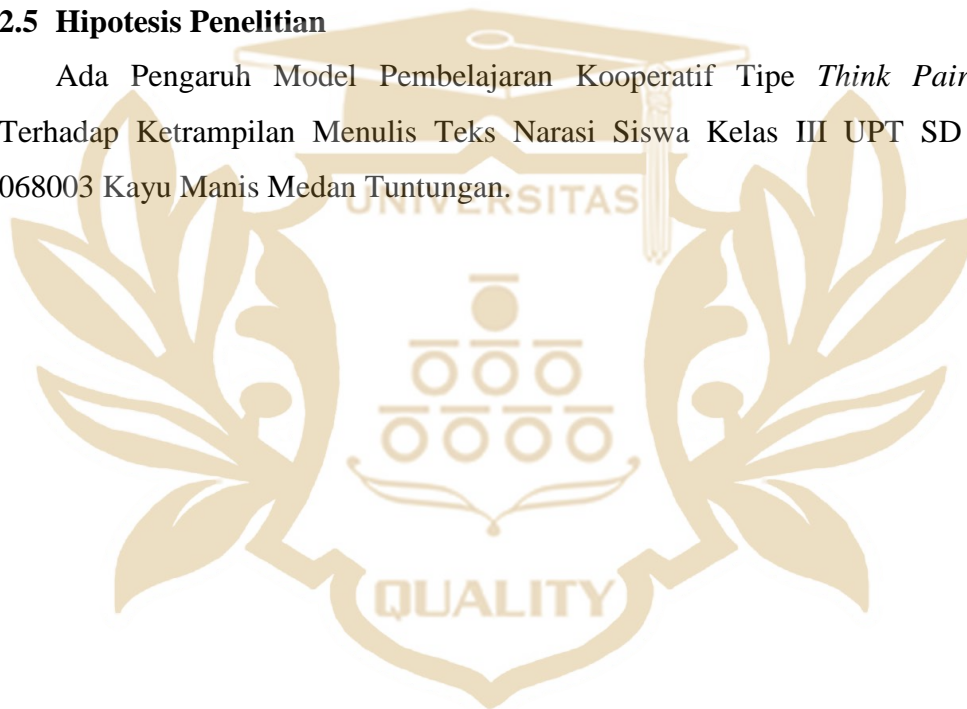 2.5 Hipotesis Penelitian
Ada Pengaruh Model Pembelajaran Kooperatif Tipe Think Pair
Terhadap Ketrampilan Menulis Teks Narasi Siswa Kelas III UPT SD
068003 Kayu Manis Medan Tuntungan.
UNIVERSITAS
QUALITY